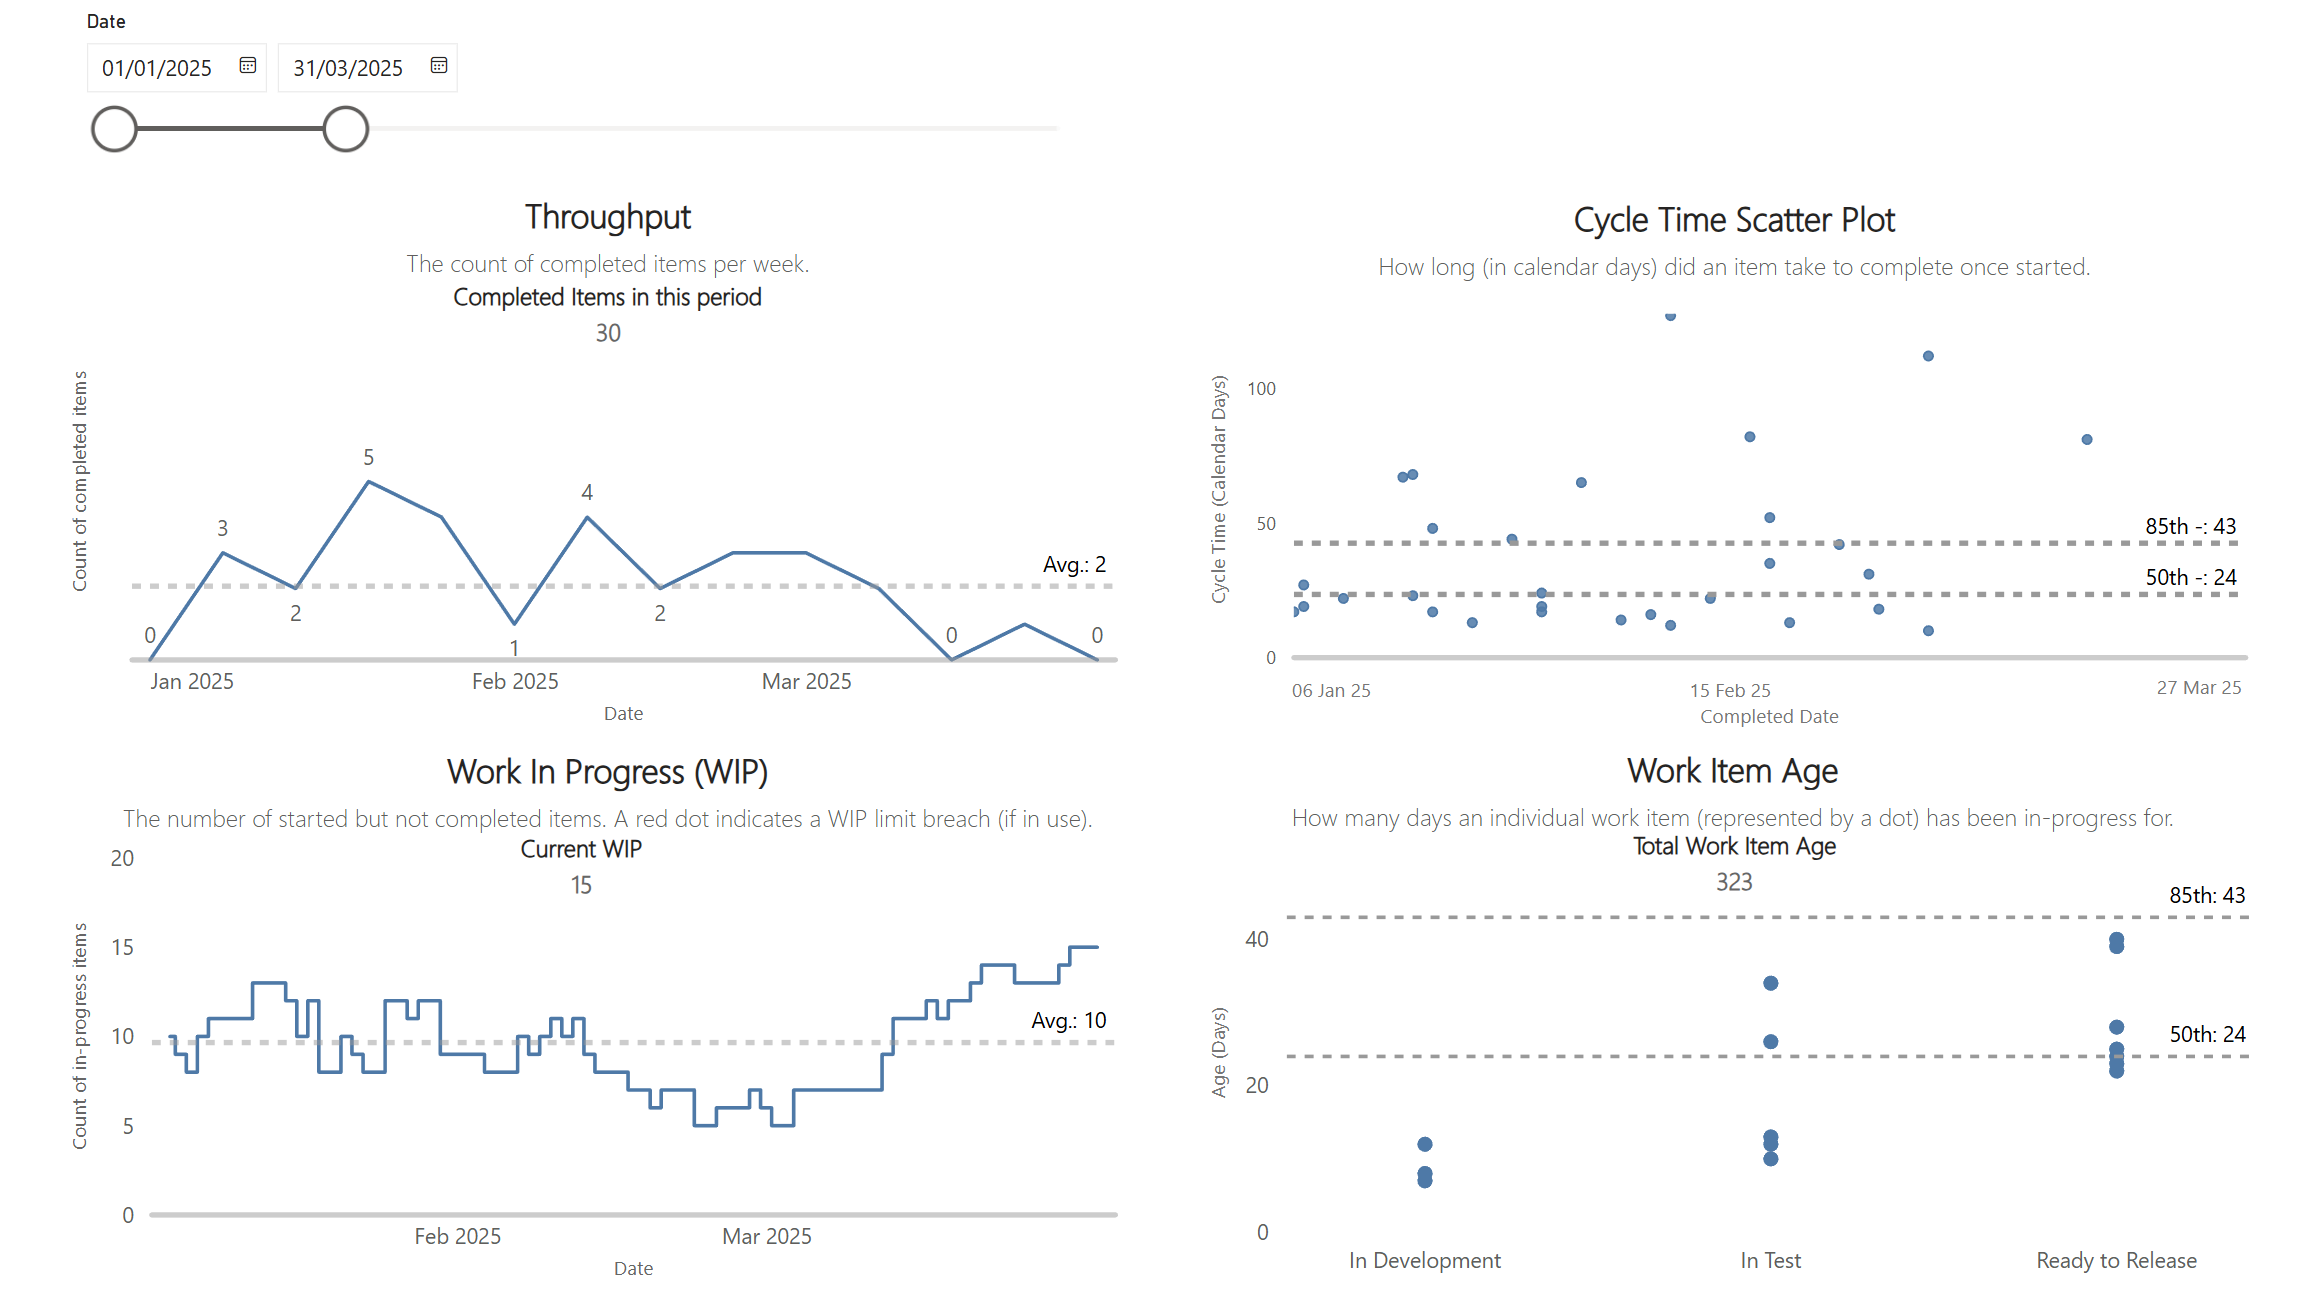 Date
01/01/2025 31/03/2025
Throughput
The count of completed items per week.
Completed Items in this period
30
Count of completed items
0
3
2
5
1
4
2
0
0
Avg.: 2
Jan 2025 Feb 2025 Mar 2025
Date
Cycle Time Scatter Plot
How long (in calendar days) did an item take to complete once started.
Cycle Time (Calendar Days)
100
50
0
85th -: 43
50th -: 24
06 Jan 25 15 Feb 25 27 Mar 25
Completed Date
Work In Progress (WIP)
The number of started but not completed items. A red dot indicates a WIP limit breach (if in use).
Current WIP
15
Count of in-progress items
20
15
10
5
0
Avg.: 10
Feb 2025 Mar 2025
Date
Work Item Age
How many days an individual work item (represented by a dot) has been in-progress for.
Total Work Item Age
323
Age (Days)
40
20
0
85th: 43
50th: 24
In Development In Test Ready to Release